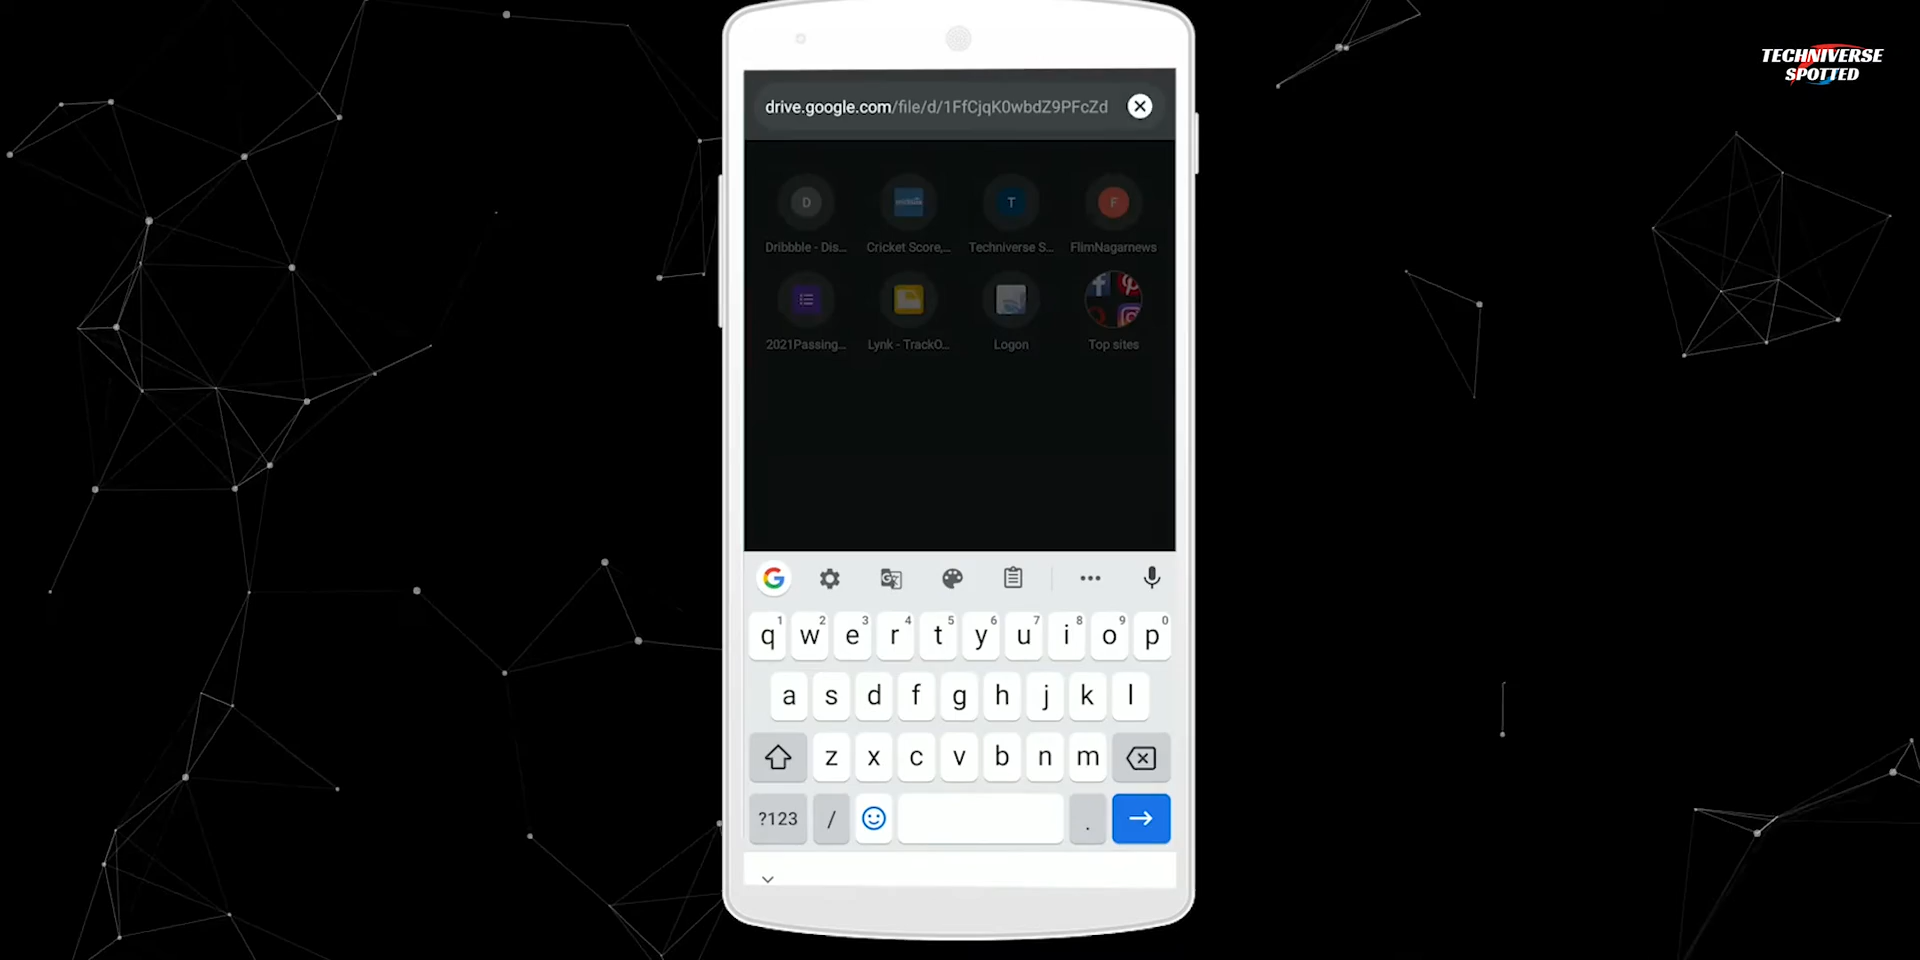 TECHNIVERSE
SPOTTED
drive.google.com/file/d/1FfCjqK0wbdZ9PFcZd
D
T
F
Dribbble - Dis...
Cricket Score,...
Techniverse S...
FlimNagarnews
2021Passing...
Lynk - TrackO...
Logon
Top sites
G
q1 w2 e3 r4 t5 y6 u7 i8 o9 p0
a s d f g h j k l
z x c v b n m
?123 / .